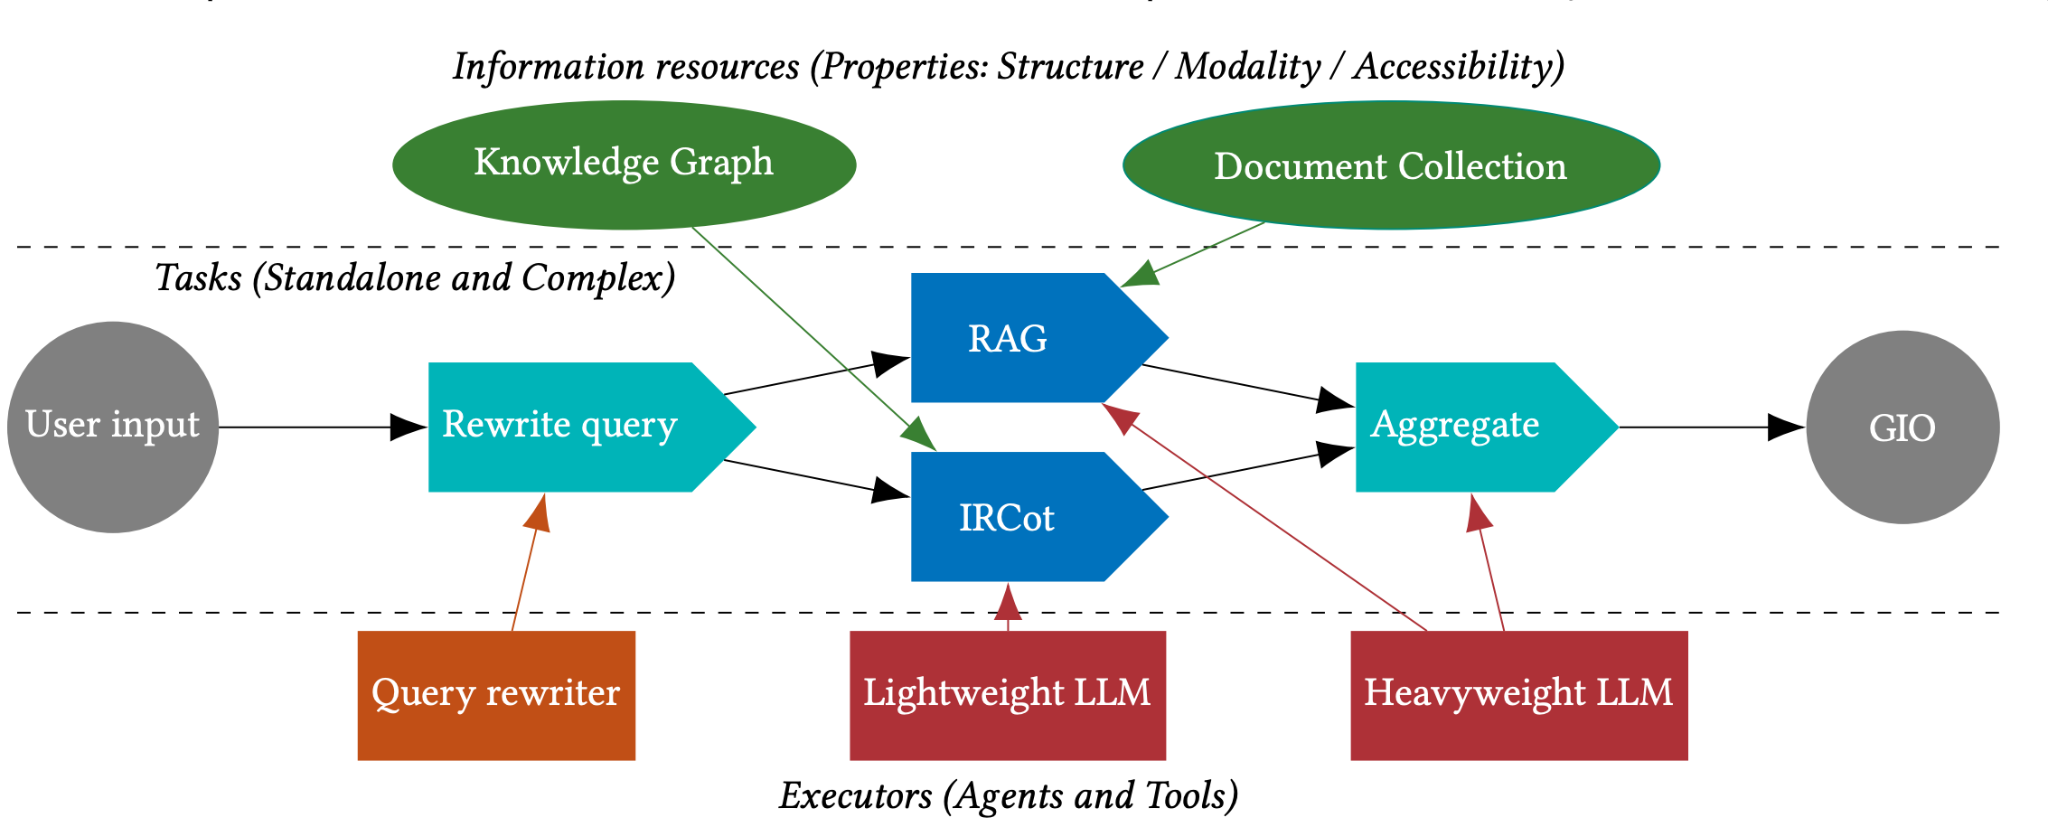 Information resources (Properties: Structure / Modality / Accessibility)
Knowledge Graph
Document Collection
Tasks (Standalone and Complex)
User input
Rewrite query
RAG
IRCot
Aggregate
GIO
Query rewriter
Lightweight LLM
Heavyweight LLM
Executors (Agents and Tools)